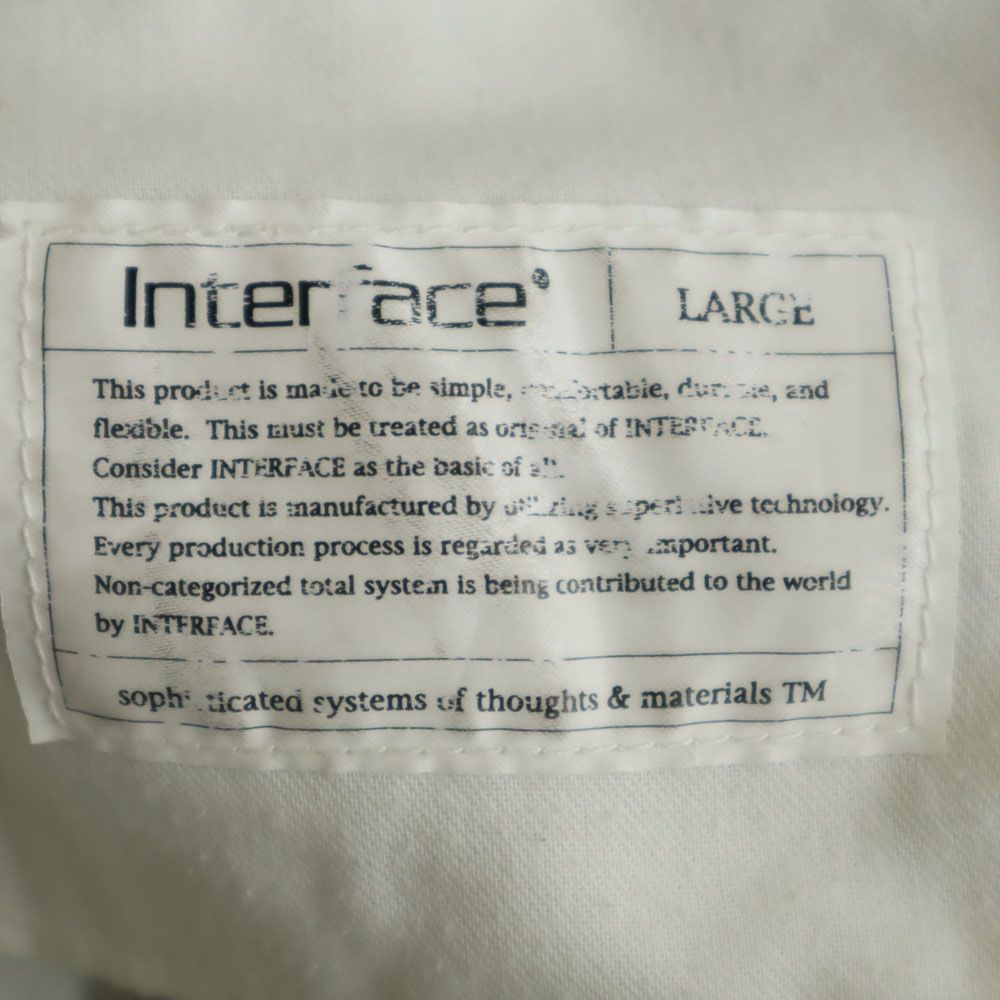 Interface®
LARGE
This product is made to be simple, comfortable, durable, and
flexible. This must be treated as original of INTERFACE.
Consider INTERFACE as the basic of all.
This product is manufactured by utilizing superlative technology.
Every production process is regarded as very important.
Non-categorized total system is being contributed to the world
by INTERFACE.
sophisticated systems of thoughts & materials TM